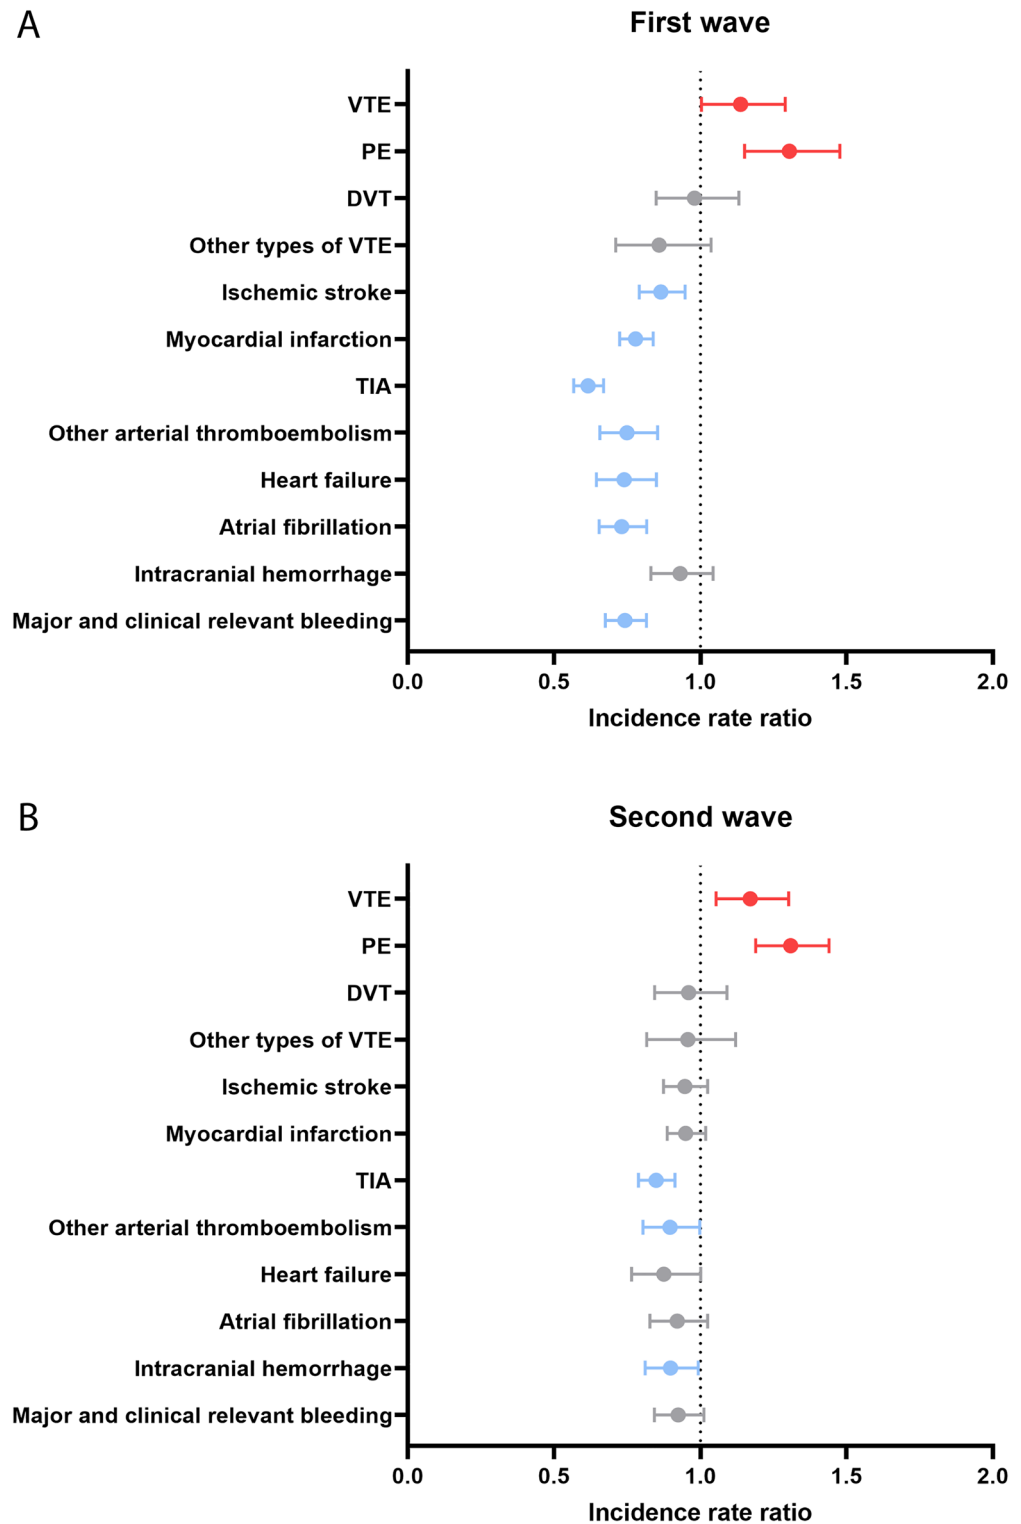 A
First wave
VTE
PE
DVT
Other types of VTE
Ischemic stroke
Myocardial infarction
TIA
Other arterial thromboembolism
Heart failure
Atrial fibrillation
Intracranial hemorrhage
Major and clinical relevant bleeding
0.0 0.5 1.0 1.5 2.0
Incidence rate ratio
B
Second wave
VTE
PE
DVT
Other types of VTE
Ischemic stroke
Myocardial infarction
TIA
Other arterial thromboembolism
Heart failure
Atrial fibrillation
Intracranial hemorrhage
Major and clinical relevant bleeding
0.0 0.5 1.0 1.5 2.0
Incidence rate ratio